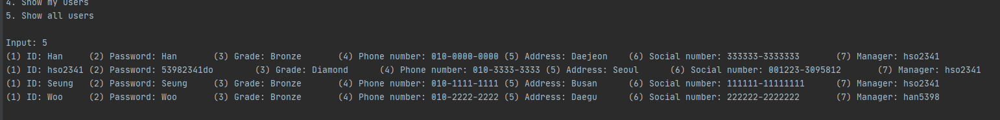 4. Show my users
5. Show all users
Input: 5
(1) ID: Han (2) Password: Han (3) Grade: Bronze (4) Phone number: 010-0000-0000 (5) Address: Daejeon (6) Social number: 333333-3333333 (7) Manager: hso2341
(1) ID: hso2341 (2) Password: 53982341do (3) Grade: Diamond (4) Phone number: 010-3333-3333 (5) Address: Seoul (6) Social number: 001223-3095812 (7) Manager: hso2341
(1) ID: Seung (2) Password: Seung (3) Grade: Bronze (4) Phone number: 010-1111-1111 (5) Address: Busan (6) Social number: 111111-11111111 (7) Manager: hso2341
(1) ID: Woo (2) Password: Woo (3) Grade: Bronze (4) Phone number: 010-2222-2222 (5) Address: Daegu (6) Social number: 222222-2222222 (7) Manager: han5398